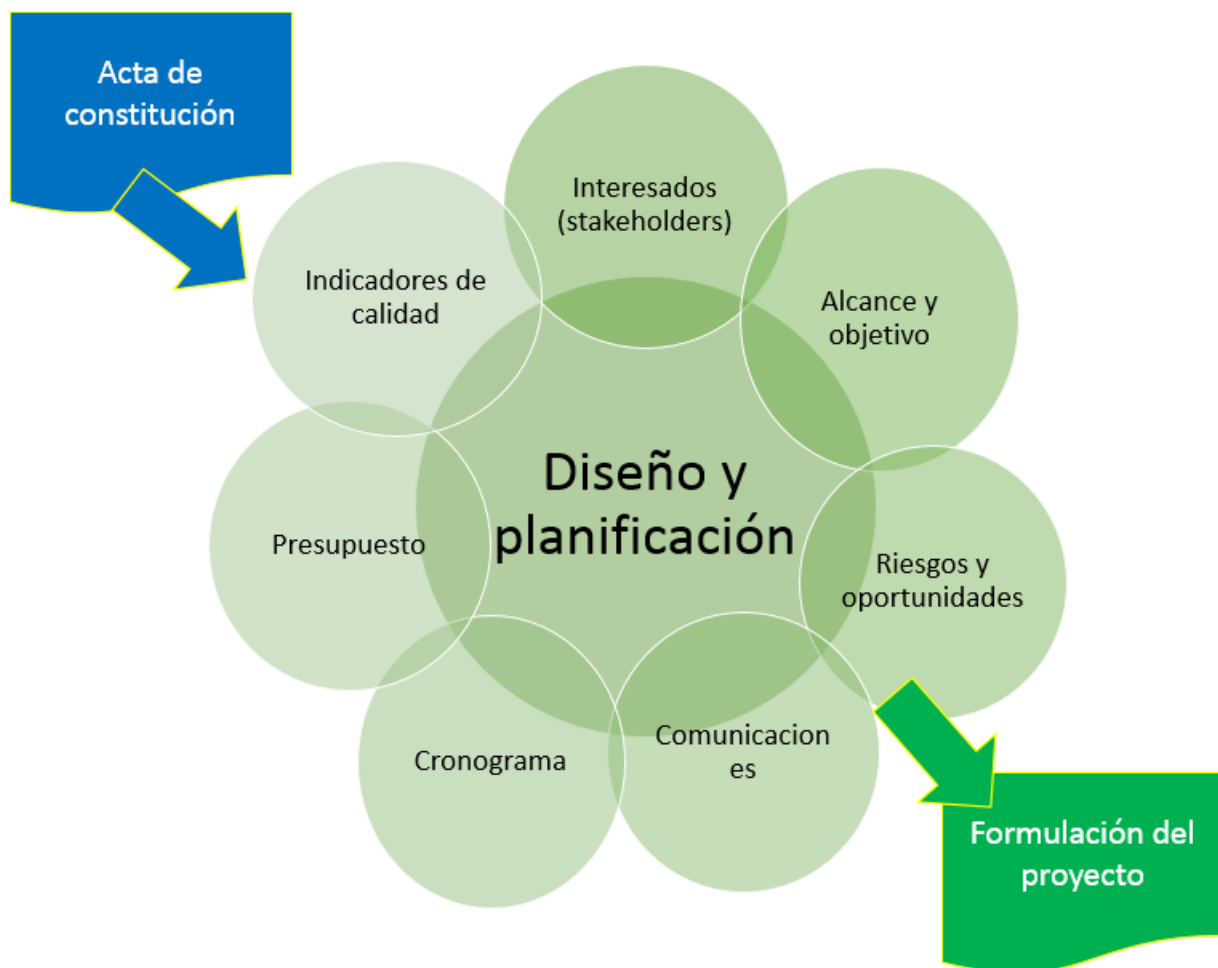 Acta de
constitución
Interesados
(stakeholders)
Indicadores de
calidad
Alcance y
objetivo
Diseño y
planificación
Presupuesto
Riesgos y
oportunidades
Comunicacion
es
Cronograma
Formulación del
proyecto